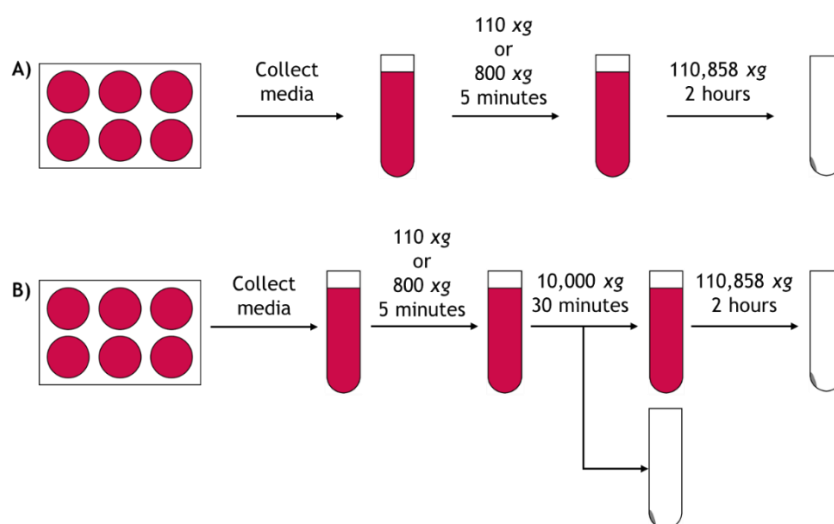 A)
Collect
media
110 xg
or
800 xg
5 minutes
110,858 xg
2 hours
B)
Collect
media
110 xg
or
800 xg
5 minutes
10,000 xg
30 minutes
110,858 xg
2 hours